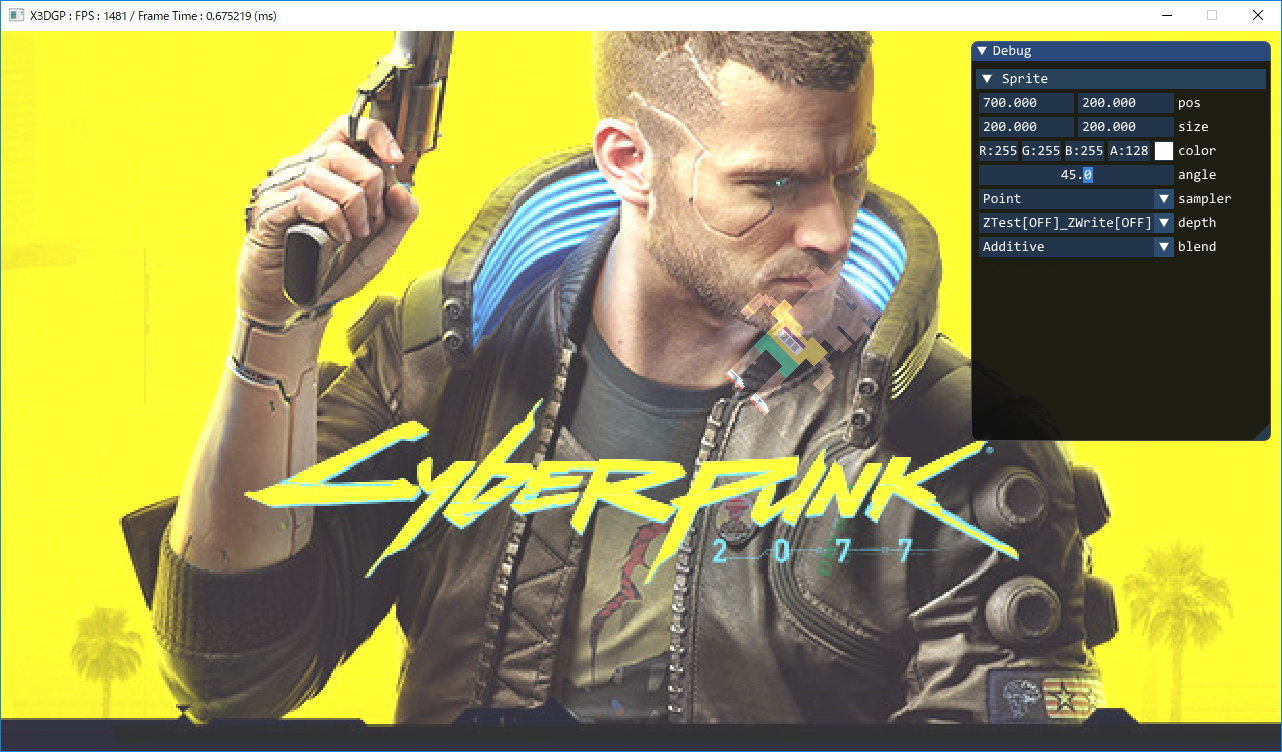 X3DGP : FPS : 1481 / Frame Time : 0.675219 (ms)
Debug
Sprite
700.000 200.000 pos
200.000 200.000 size
R:255 G:255 B:255 A:128 color
45.0 angle
Point sampler
ZTest[OFF]_ZWrite[OFF] depth
Additive blend
Cyberpunk
2077